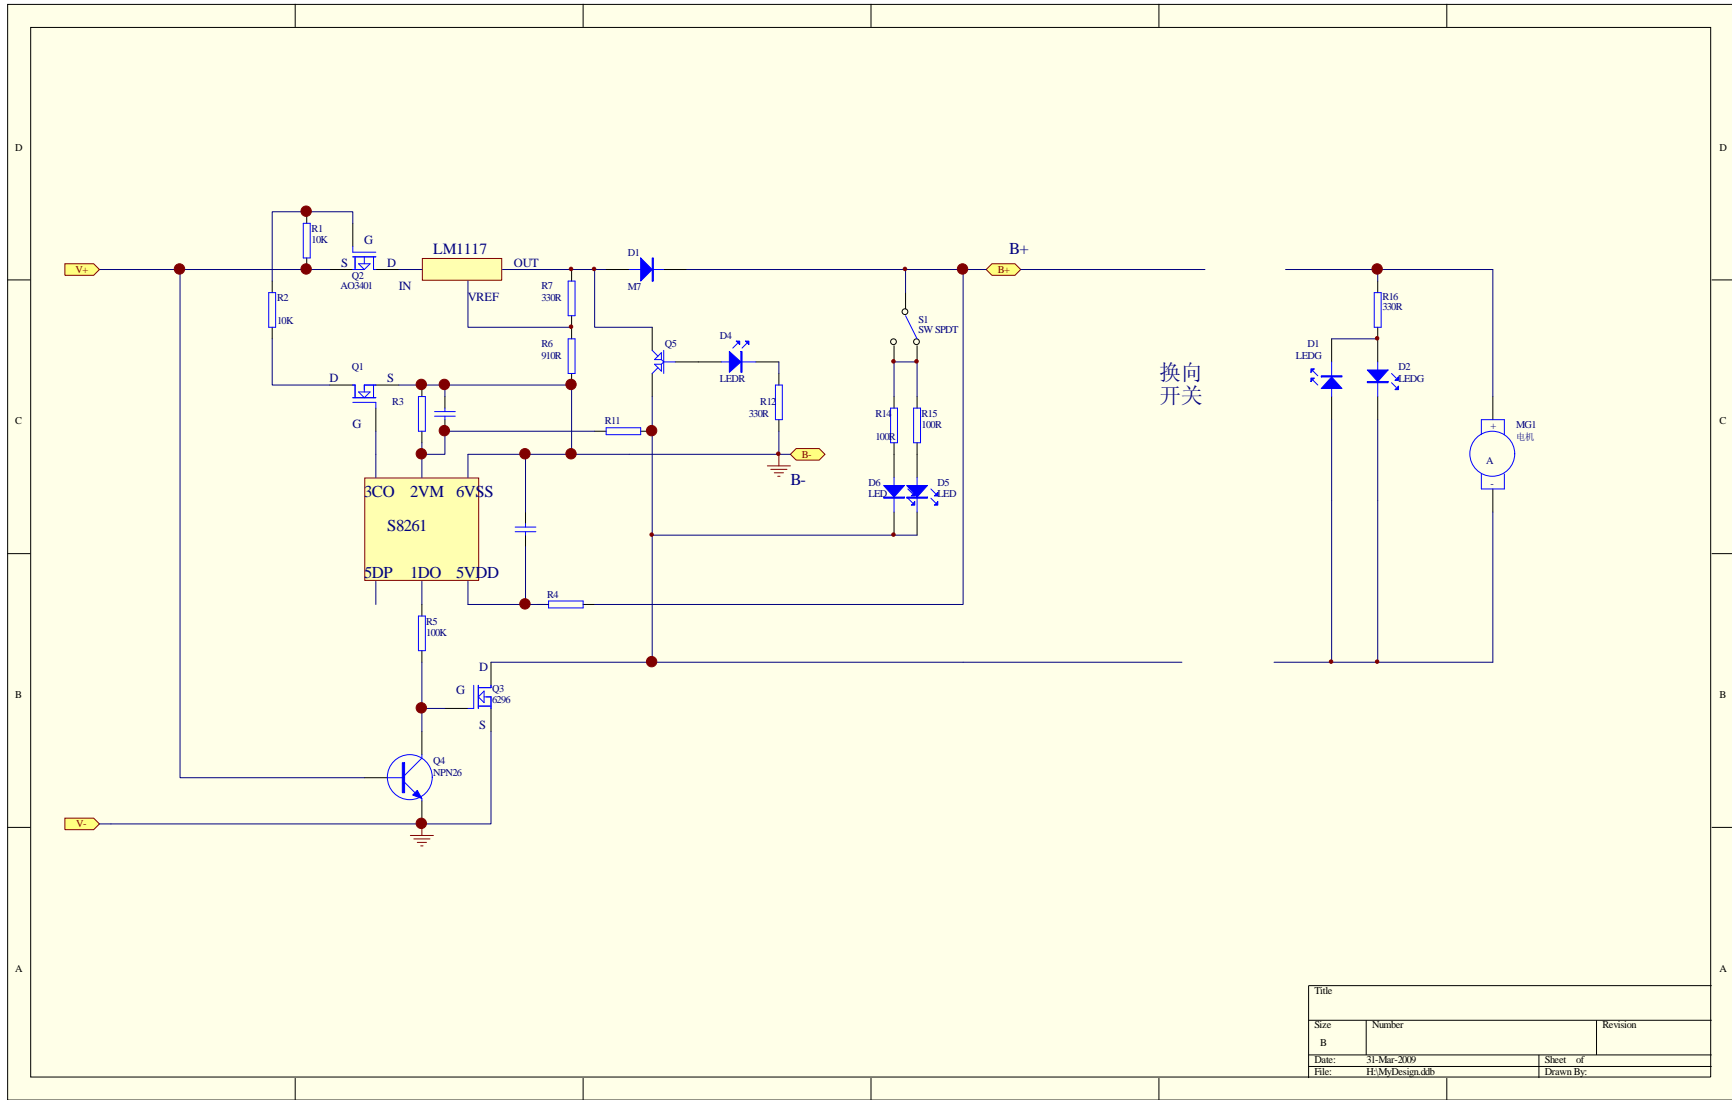 D
D
C
C
B
B
A
A
V+
R1
10K
G
S
D
Q2
AO3401
IN
LM1117
OUT
VREF
R7
330R
D1
M7
B+
B+
R2
10K
R6
910R
Q5
D4
LEDR
S1
SW SPDT
R16
330R
D1
LEDG
D2
LEDG
换向
开关
D
Q1
S
R3
G
R11
R12
330R
R14
100R
R15
100R
MG1
电机
+
A
-
B-
B-
3CO
2VM
6VSS
S8261
5DP
1DO
5VDD
D6
LED
D5
LED
R4
R5
100K
D
G
Q3
6296
S
Q4
NPN26
V-
Title
Size
Number
Revision
B
Date:
31-Mar-2009
Sheet of
File:
H:\MyDesign.ddb
Drawn By: